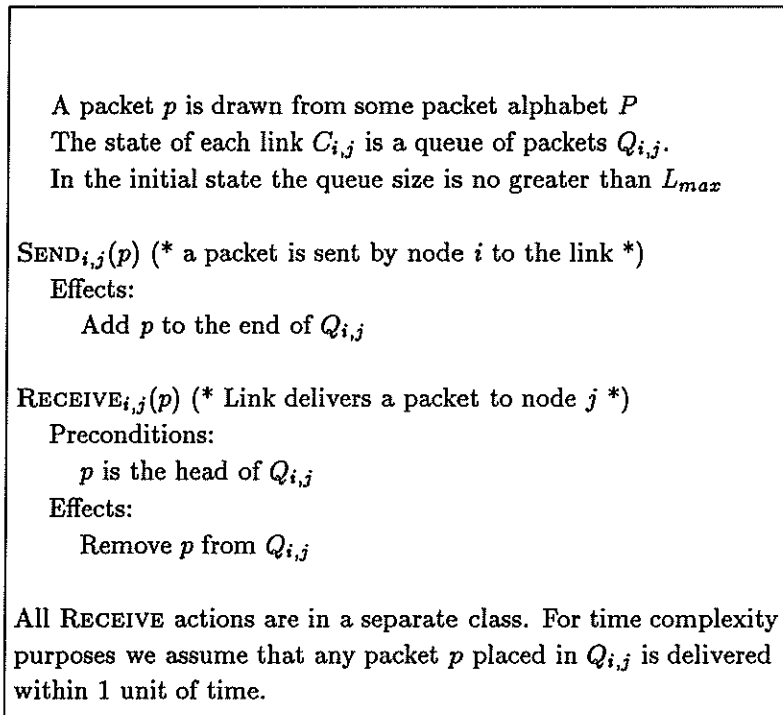 A packet p is drawn from some packet alphabet P
The state of each link C_{i,j} is a queue of packets Q_{i,j}.
In the initial state the queue size is no greater than L_{max}
SEND_{i,j}(p) (* a packet is sent by node i to the link *)
Effects:
Add p to the end of Q_{i,j}
RECEIVE_{i,j}(p) (* Link delivers a packet to node j *)
Preconditions:
p is the head of Q_{i,j}
Effects:
Remove p from Q_{i,j}
All RECEIVE actions are in a separate class. For time complexity
purposes we assume that any packet p placed in Q_{i,j} is delivered
within 1 unit of time.